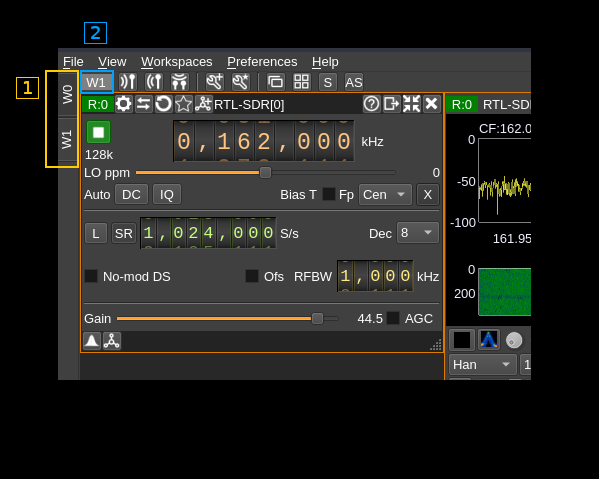 2
1
File View Workspaces Preferences Help
W0
W1
W1 S AS
R:0 RTL-SDR[0]
0,162,000 kHz
128k
LO ppm 0
Auto DC IQ Bias T Fp Cen X
L SR 1,024,000 S/s Dec 8
No-mod DS Ofs RFBW 1,000 kHz
Gain 44.5 AGC
R:0 RTL-SD
CF:162.0
0
-50
-100
161.95
0
200
Han 1